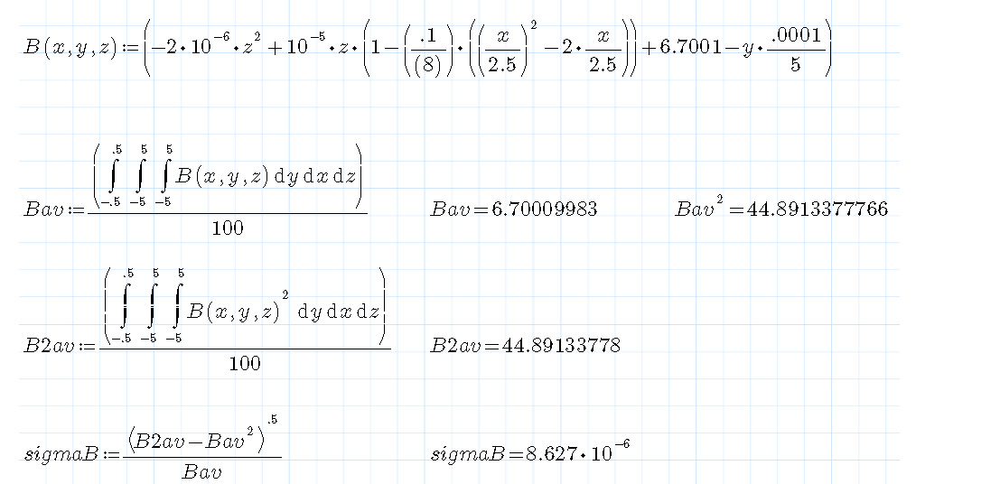 B(x,y,z):=(−2•10^−6•z^2+10^−5•z•(1−(.1/(8))•((x/2.5)^2−2•x/2.5))+6.7001−y•.0001/5)
Bav:=(∫_−.5^.5 ∫_−5^5 ∫_−5^5 B(x,y,z) dy dx dz)/100 Bav=6.70009983 Bav^2=44.8913377766
B2av:=(∫_−.5^.5 ∫_−5^5 ∫_−5^5 B(x,y,z)^2 dy dx dz)/100 B2av=44.89133778
sigmaB:=(B2av−Bav^2)^.5/Bav sigmaB=8.627•10^−6